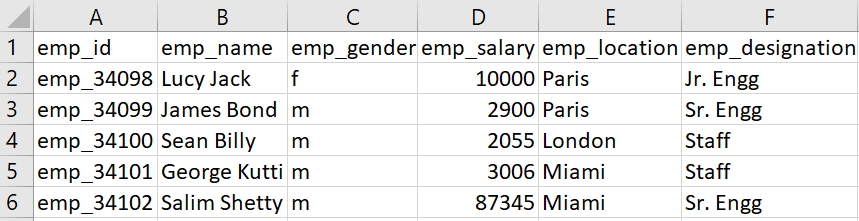 A B C D E F
1 emp_id emp_name emp_gender emp_salary emp_location emp_designation
2 emp_34098 Lucy Jack f 10000 Paris Jr. Engg
3 emp_34099 James Bond m 2900 Paris Sr. Engg
4 emp_34100 Sean Billy m 2055 London Staff
5 emp_34101 George Kutti m 3006 Miami Staff
6 emp_34102 Salim Shetty m 87345 Miami Sr. Engg